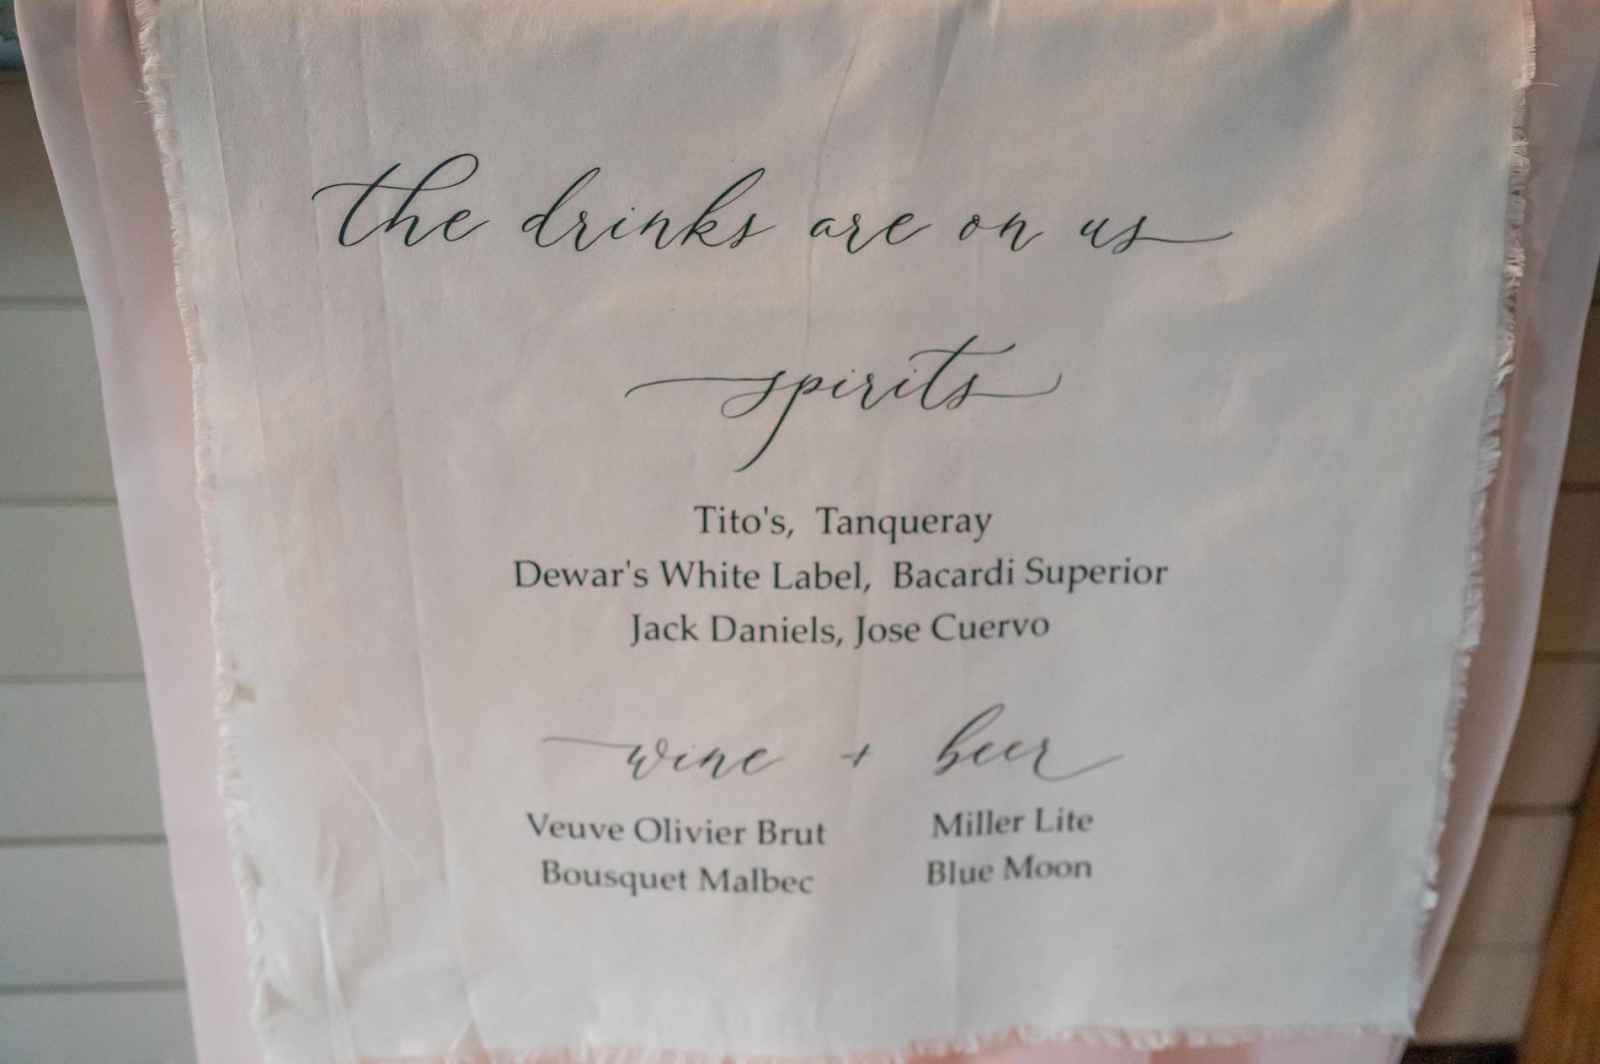 the drinks are on us
spirits
Tito's, Tanqueray
Dewar's White Label, Bacardi Superior
Jack Daniels, Jose Cuervo
wine + beer
Veuve Olivier Brut Miller Lite
Bousquet Malbec Blue Moon